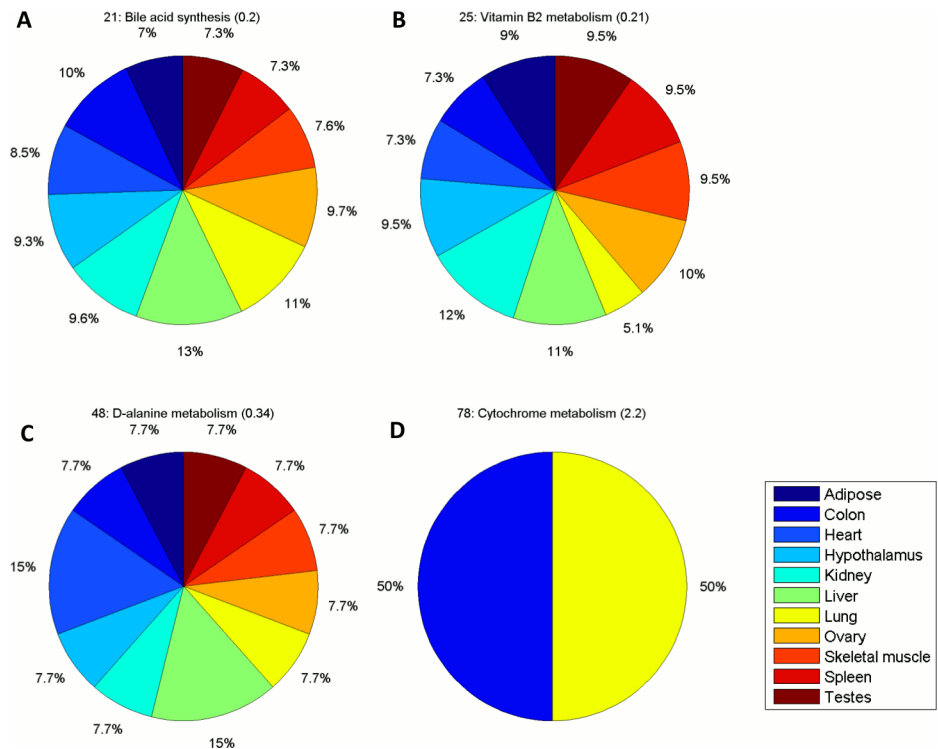 A
21: Bile acid synthesis (0.2)
7%
7.3%
10%
7.3%
7.6%
8.5%
9.7%
9.3%
11%
9.6%
13%
B
25: Vitamin B2 metabolism (0.21)
9%
9.5%
7.3%
9.5%
7.3%
9.5%
9.5%
10%
12%
5.1%
11%
C
48: D-alanine metabolism (0.34)
7.7%
7.7%
7.7%
7.7%
7.7%
15%
7.7%
7.7%
7.7%
7.7%
15%
D
78: Cytochrome metabolism (2.2)
50%
50%
Adipose
Colon
Heart
Hypothalamus
Kidney
Liver
Lung
Ovary
Skeletal muscle
Spleen
Testes